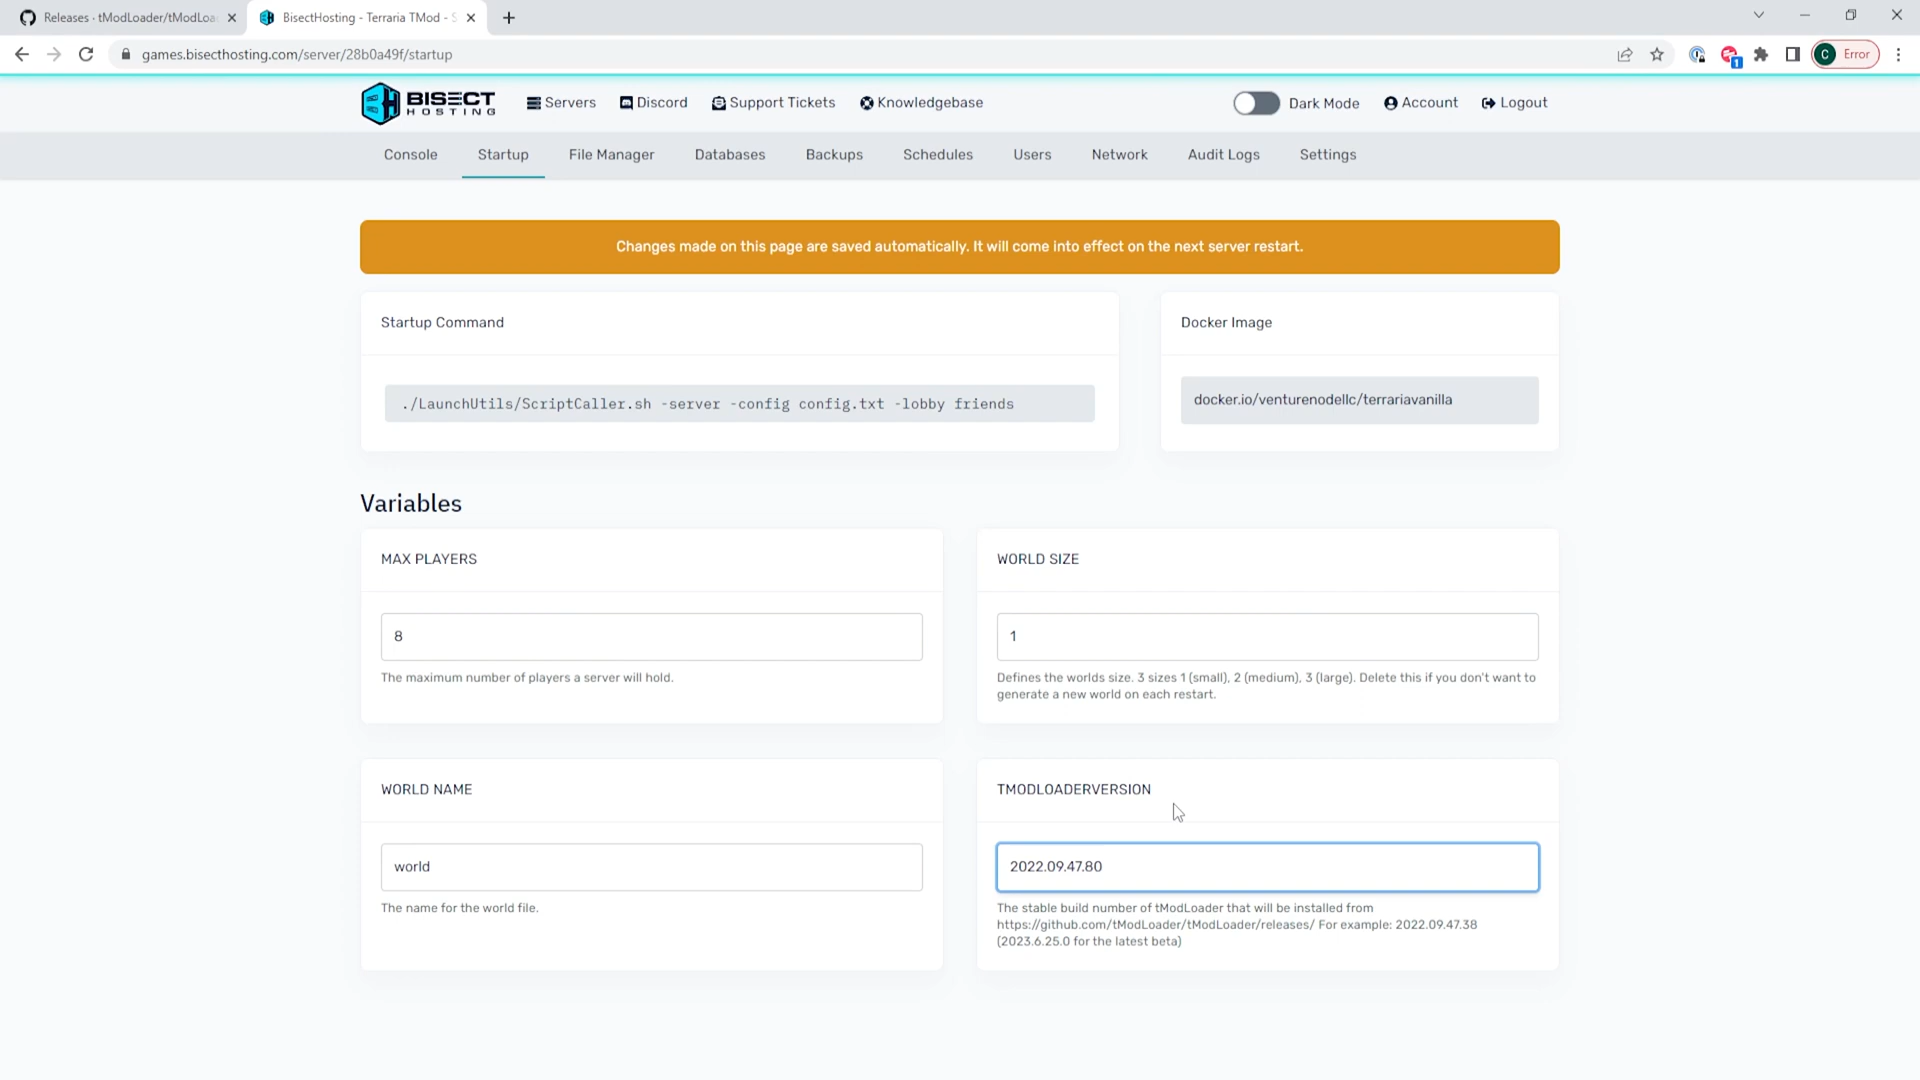 Releases · tModLoader/tModLoa
BisectHosting - Terraria TMod - S
games.bisecthosting.com/server/28b0a49f/startup
1
C
Error
BISECT
HOSTING
Servers
Discord
Support Tickets
Knowledgebase
Dark Mode
Account
Logout
Console
Startup
File Manager
Databases
Backups
Schedules
Users
Network
Audit Logs
Settings
Changes made on this page are saved automatically. It will come into effect on the next server restart.
Startup Command
./LaunchUtils/ScriptCaller.sh -server -config config.txt -lobby friends
Docker Image
docker.io/venturenodellc/terrariavanilla
Variables
MAX PLAYERS
8
The maximum number of players a server will hold.
WORLD SIZE
1
Defines the worlds size. 3 sizes 1 (small), 2 (medium), 3 (large). Delete this if you don't want to
generate a new world on each restart.
WORLD NAME
world
The name for the world file.
TMODLOADERVERSION
2022.09.47.80
The stable build number of tModLoader that will be installed from
https://github.com/tModLoader/tModLoader/releases/ For example: 2022.09.47.38
(2023.6.25.0 for the latest beta)